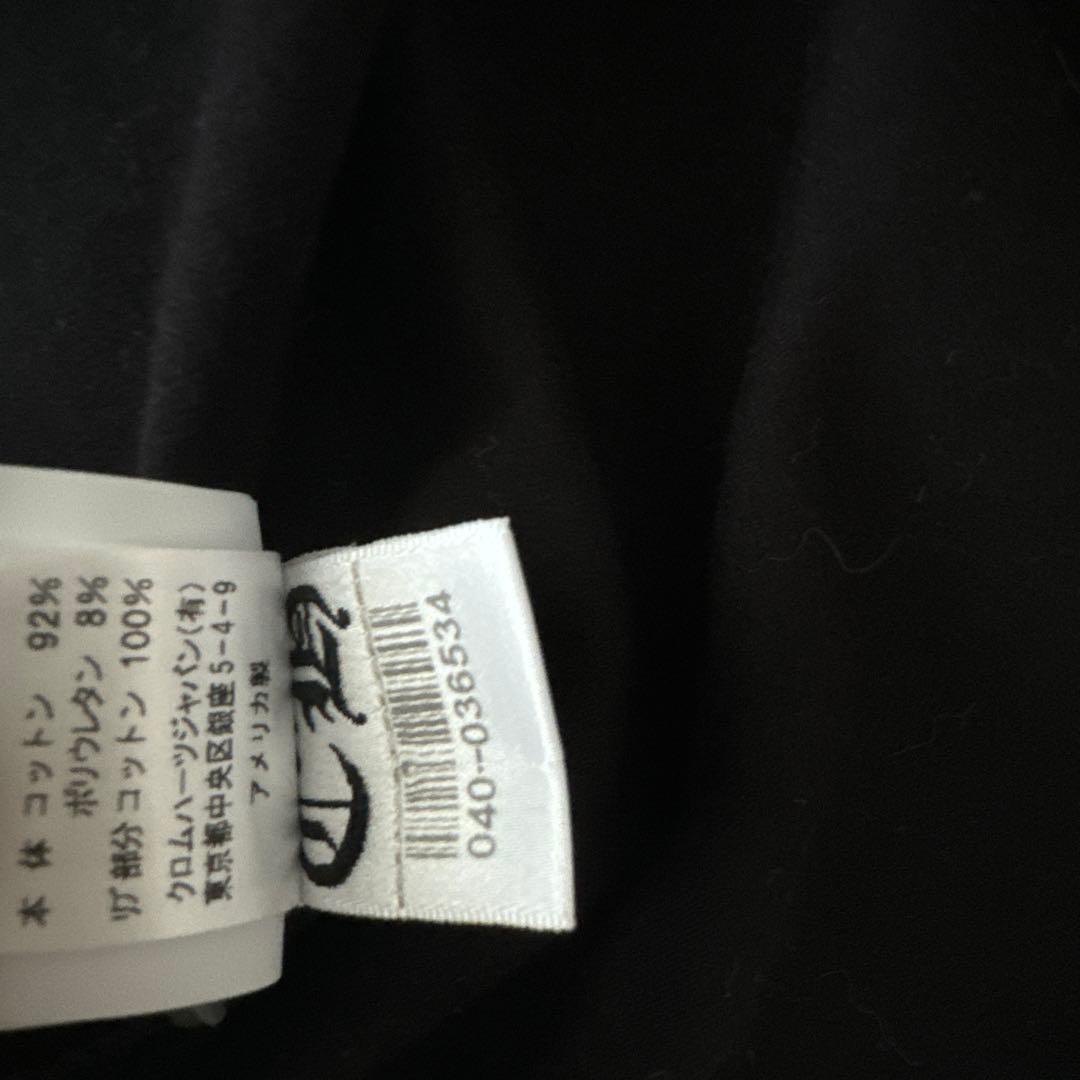 本 体 コットン 92%
ポリウレタン 8%
リブ部分 コットン 100%
クロムハーツジャパン(有)
東京都中央区銀座5-4-9
アメリカ製
040-036534